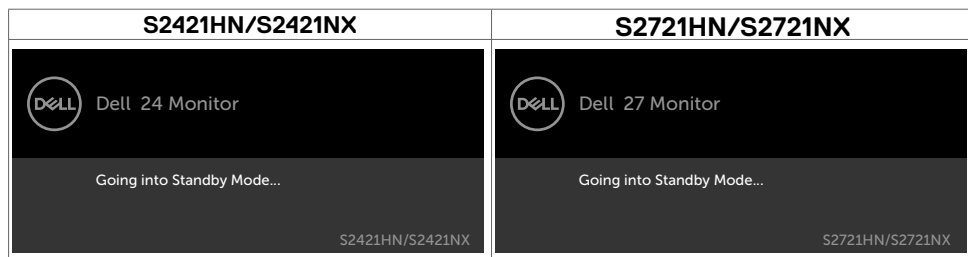 S2421HN/S2421NX
S2721HN/S2721NX
DELL Dell 24 Monitor
Going into Standby Mode...
S2421HN/S2421NX
DELL Dell 27 Monitor
Going into Standby Mode...
S2721HN/S2721NX